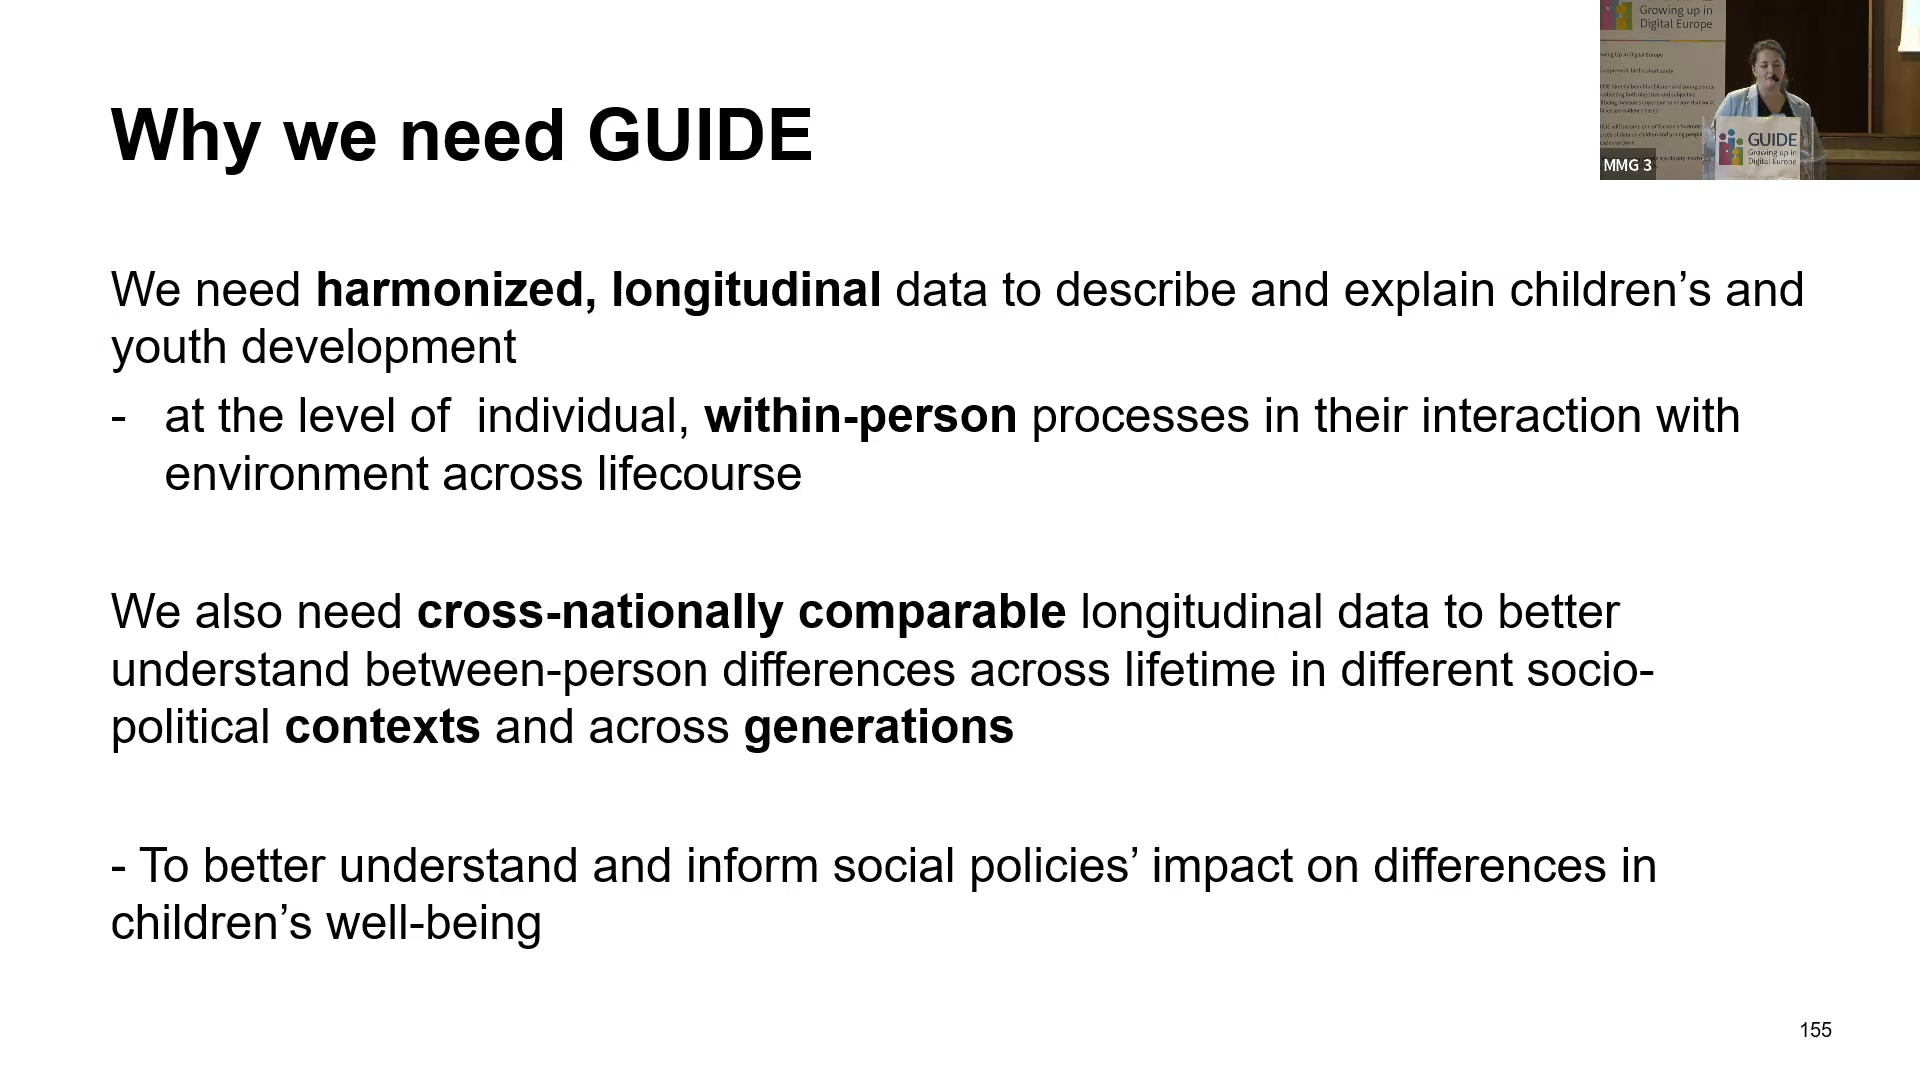 Why we need GUIDE
We need harmonized, longitudinal data to describe and explain children’s and
youth development
- at the level of  individual, within-person processes in their interaction with
environment across lifecourse
We also need cross-nationally comparable longitudinal data to better
understand between-person differences across lifetime in different socio-
political contexts and across generations
- To better understand and inform social policies’ impact on differences in
children’s well-being
155
Growing up in
Digital Europe
MMG 3
GUIDE
Growing up in
Digital Europe